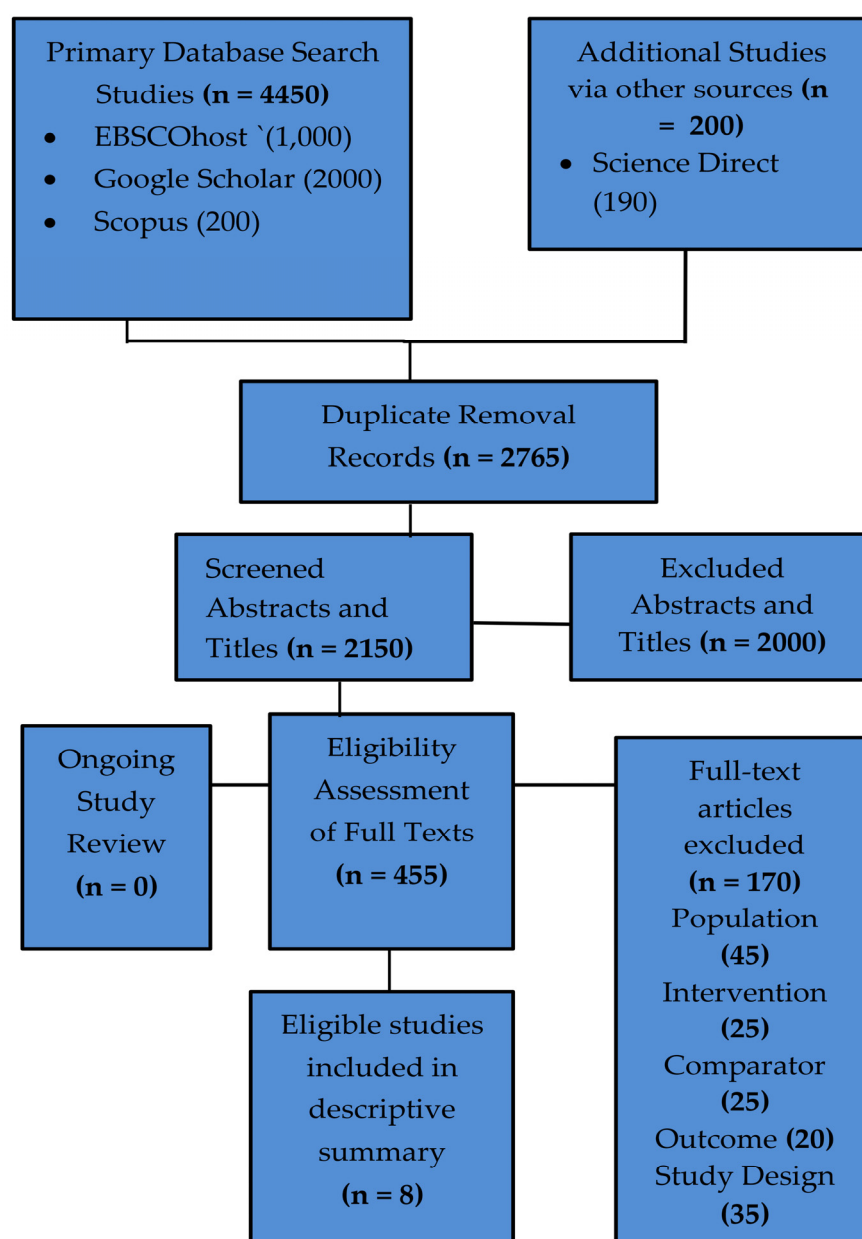 Primary Database Search
Studies (n = 4450)
• EBSCOhost `(1,000)
• Google Scholar (2000)
• Scopus (200)
Additional Studies
via other sources (n
= 200)
• Science Direct
(190)
Duplicate Removal
Records (n = 2765)
Screened
Abstracts and
Titles (n = 2150)
Excluded
Abstracts and
Titles (n = 2000)
Ongoing
Study
Review
(n = 0)
Eligibility
Assessment
of Full Texts
(n = 455)
Full-text
articles
excluded
(n = 170)
Population
(45)
Intervention
(25)
Comparator
(25)
Outcome (20)
Study Design
(35)
Eligible studies
included in
descriptive
summary
(n = 8)